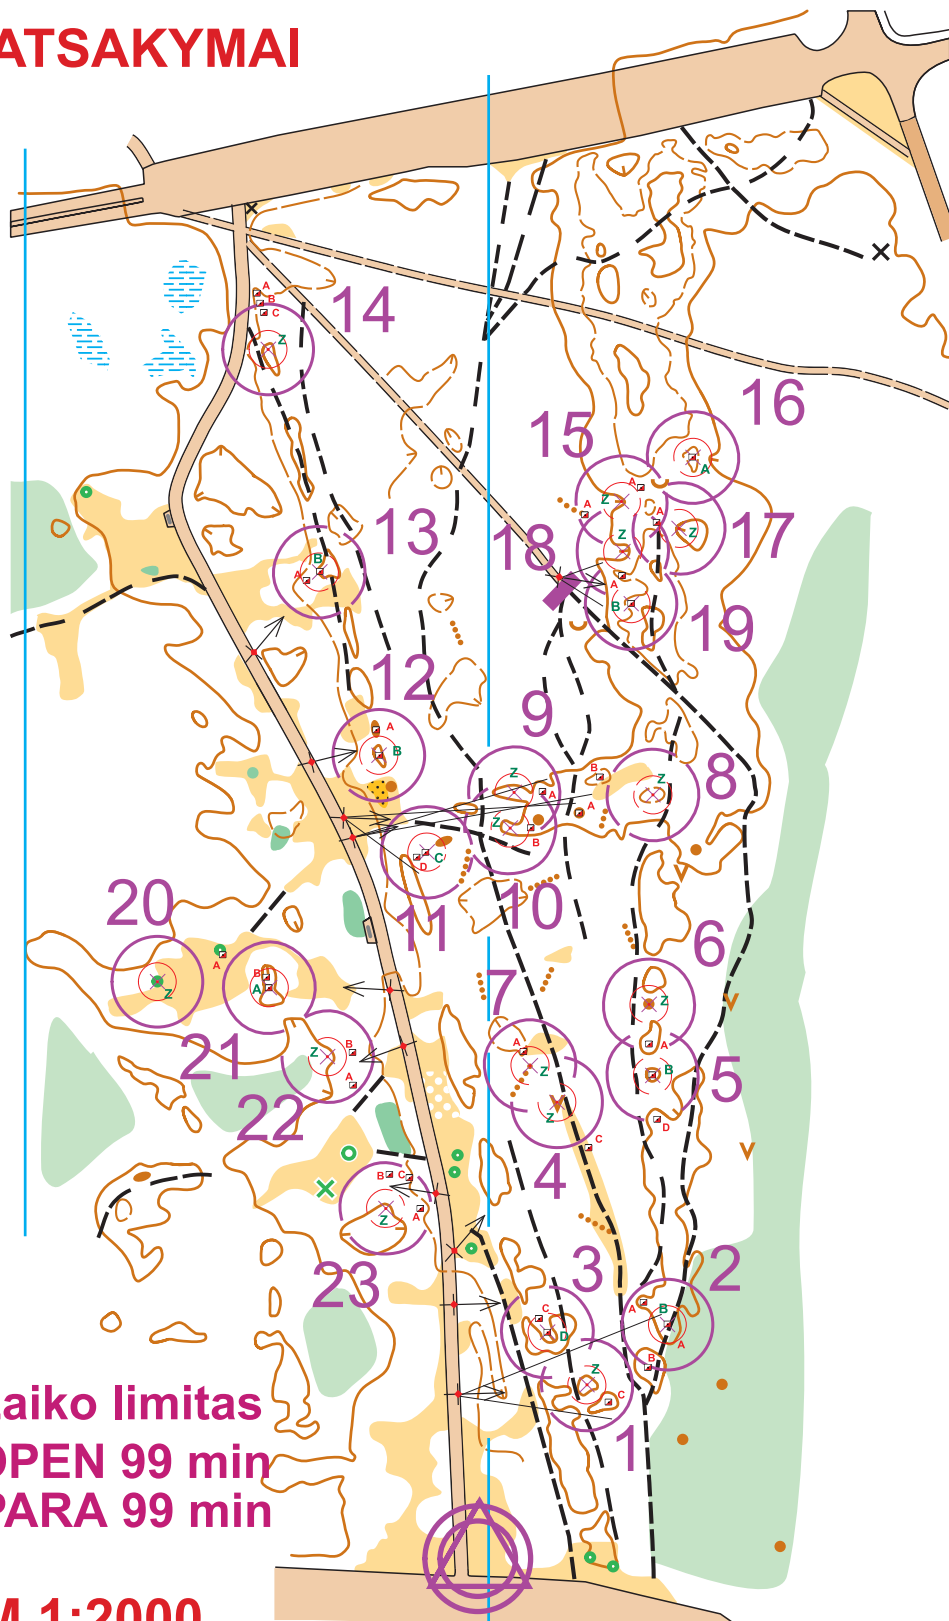 ATSAKYMAI
A
B
C
Z
14
16
15
A
Z
A
A
A
Z
Z
17
18
A
B
19
13
B
A
12
A
B
9
Z
A
B
A
Z
8
Z
B
10
D
C
11
20
A
Z
B
A
21
6
Z
A
B
5
D
7
A
Z
Z
4
C
Z
B
A
22
B
C
A
Z
23
3
C
D
2
A
B
A
B
Z
C
1
aiko limitas
OPEN 99 min
PARA 99 min
M 1:2000